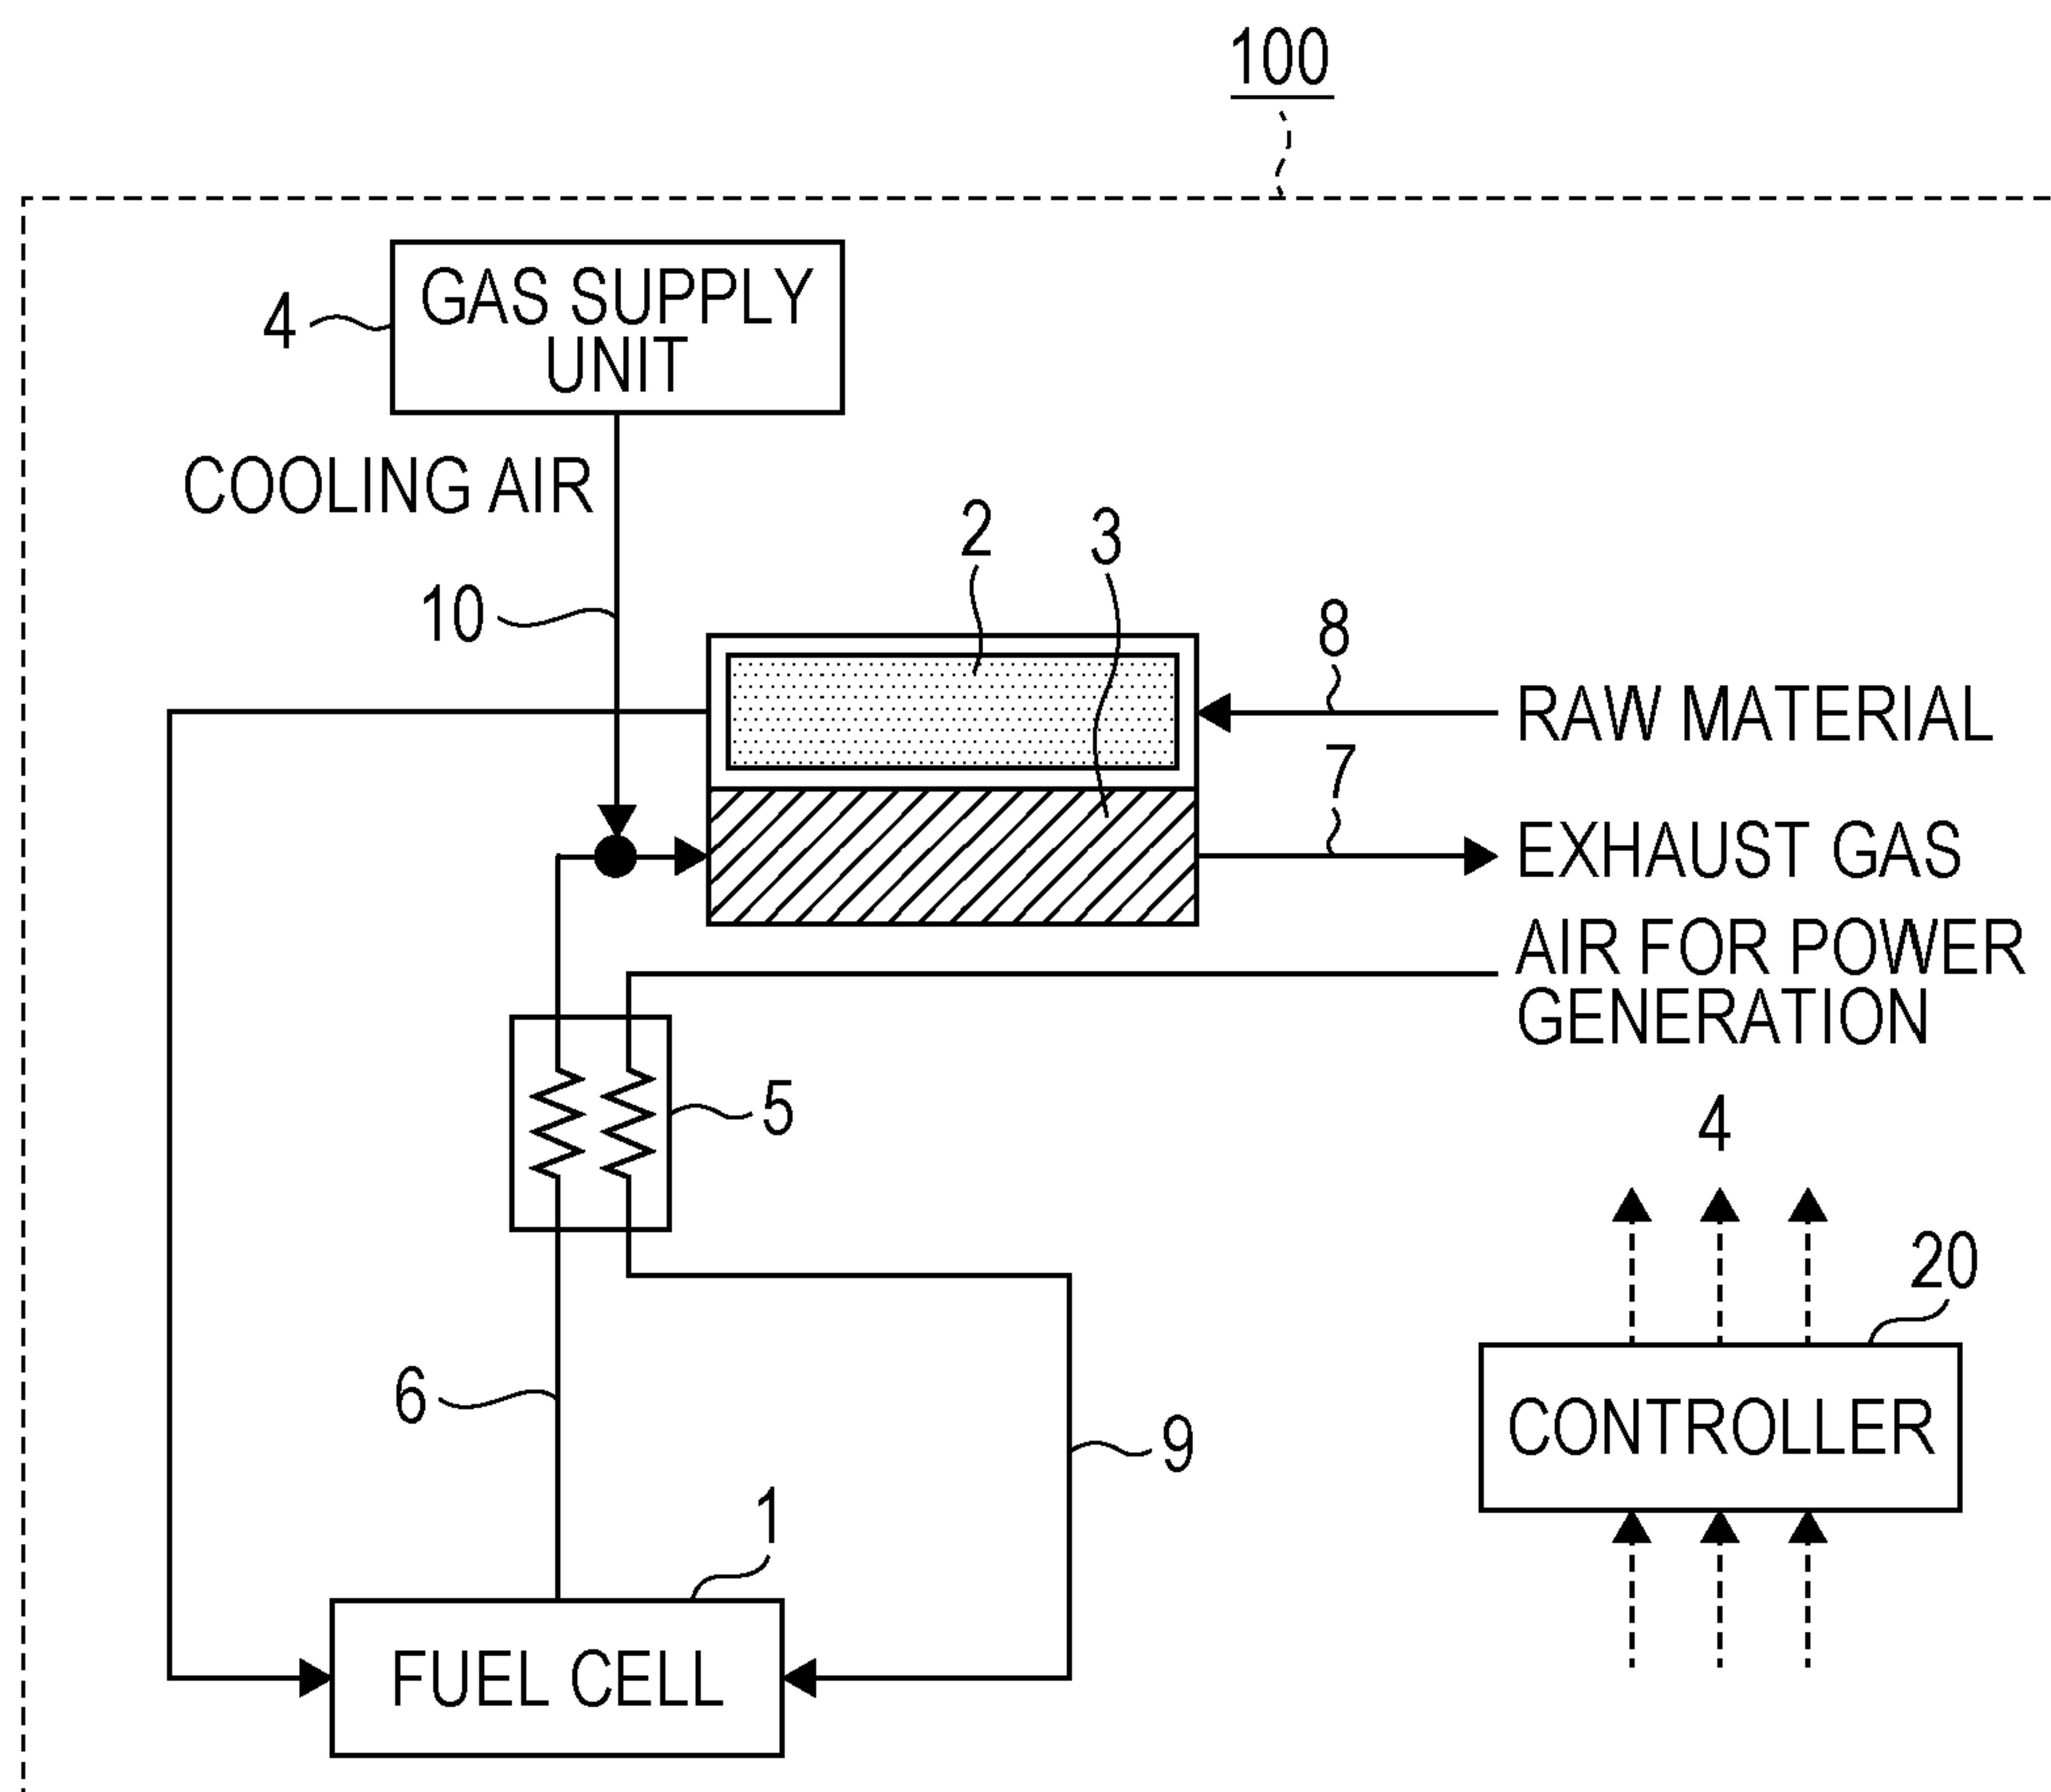 100
GAS SUPPLY
UNIT
4
COOLING AIR
2
3
10
8
RAW MATERIAL
7
EXHAUST GAS
AIR FOR POWER
GENERATION
5
4
20
CONTROLLER
6
9
1
FUEL CELL